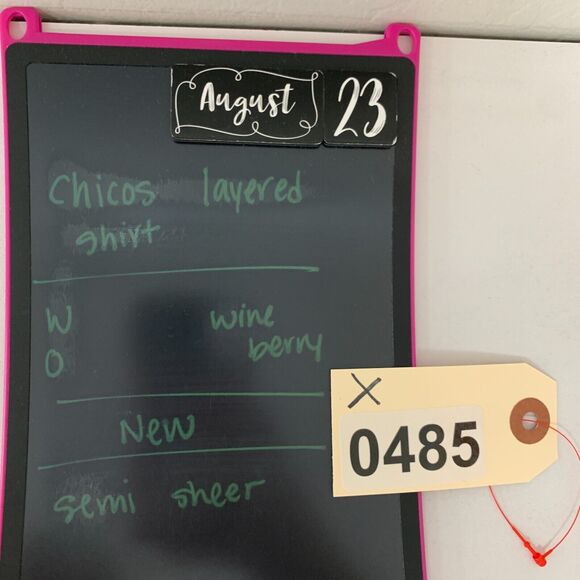 August 23
Chicos layered
shirt
W wine
O berry
X
0485
New
semi sheer